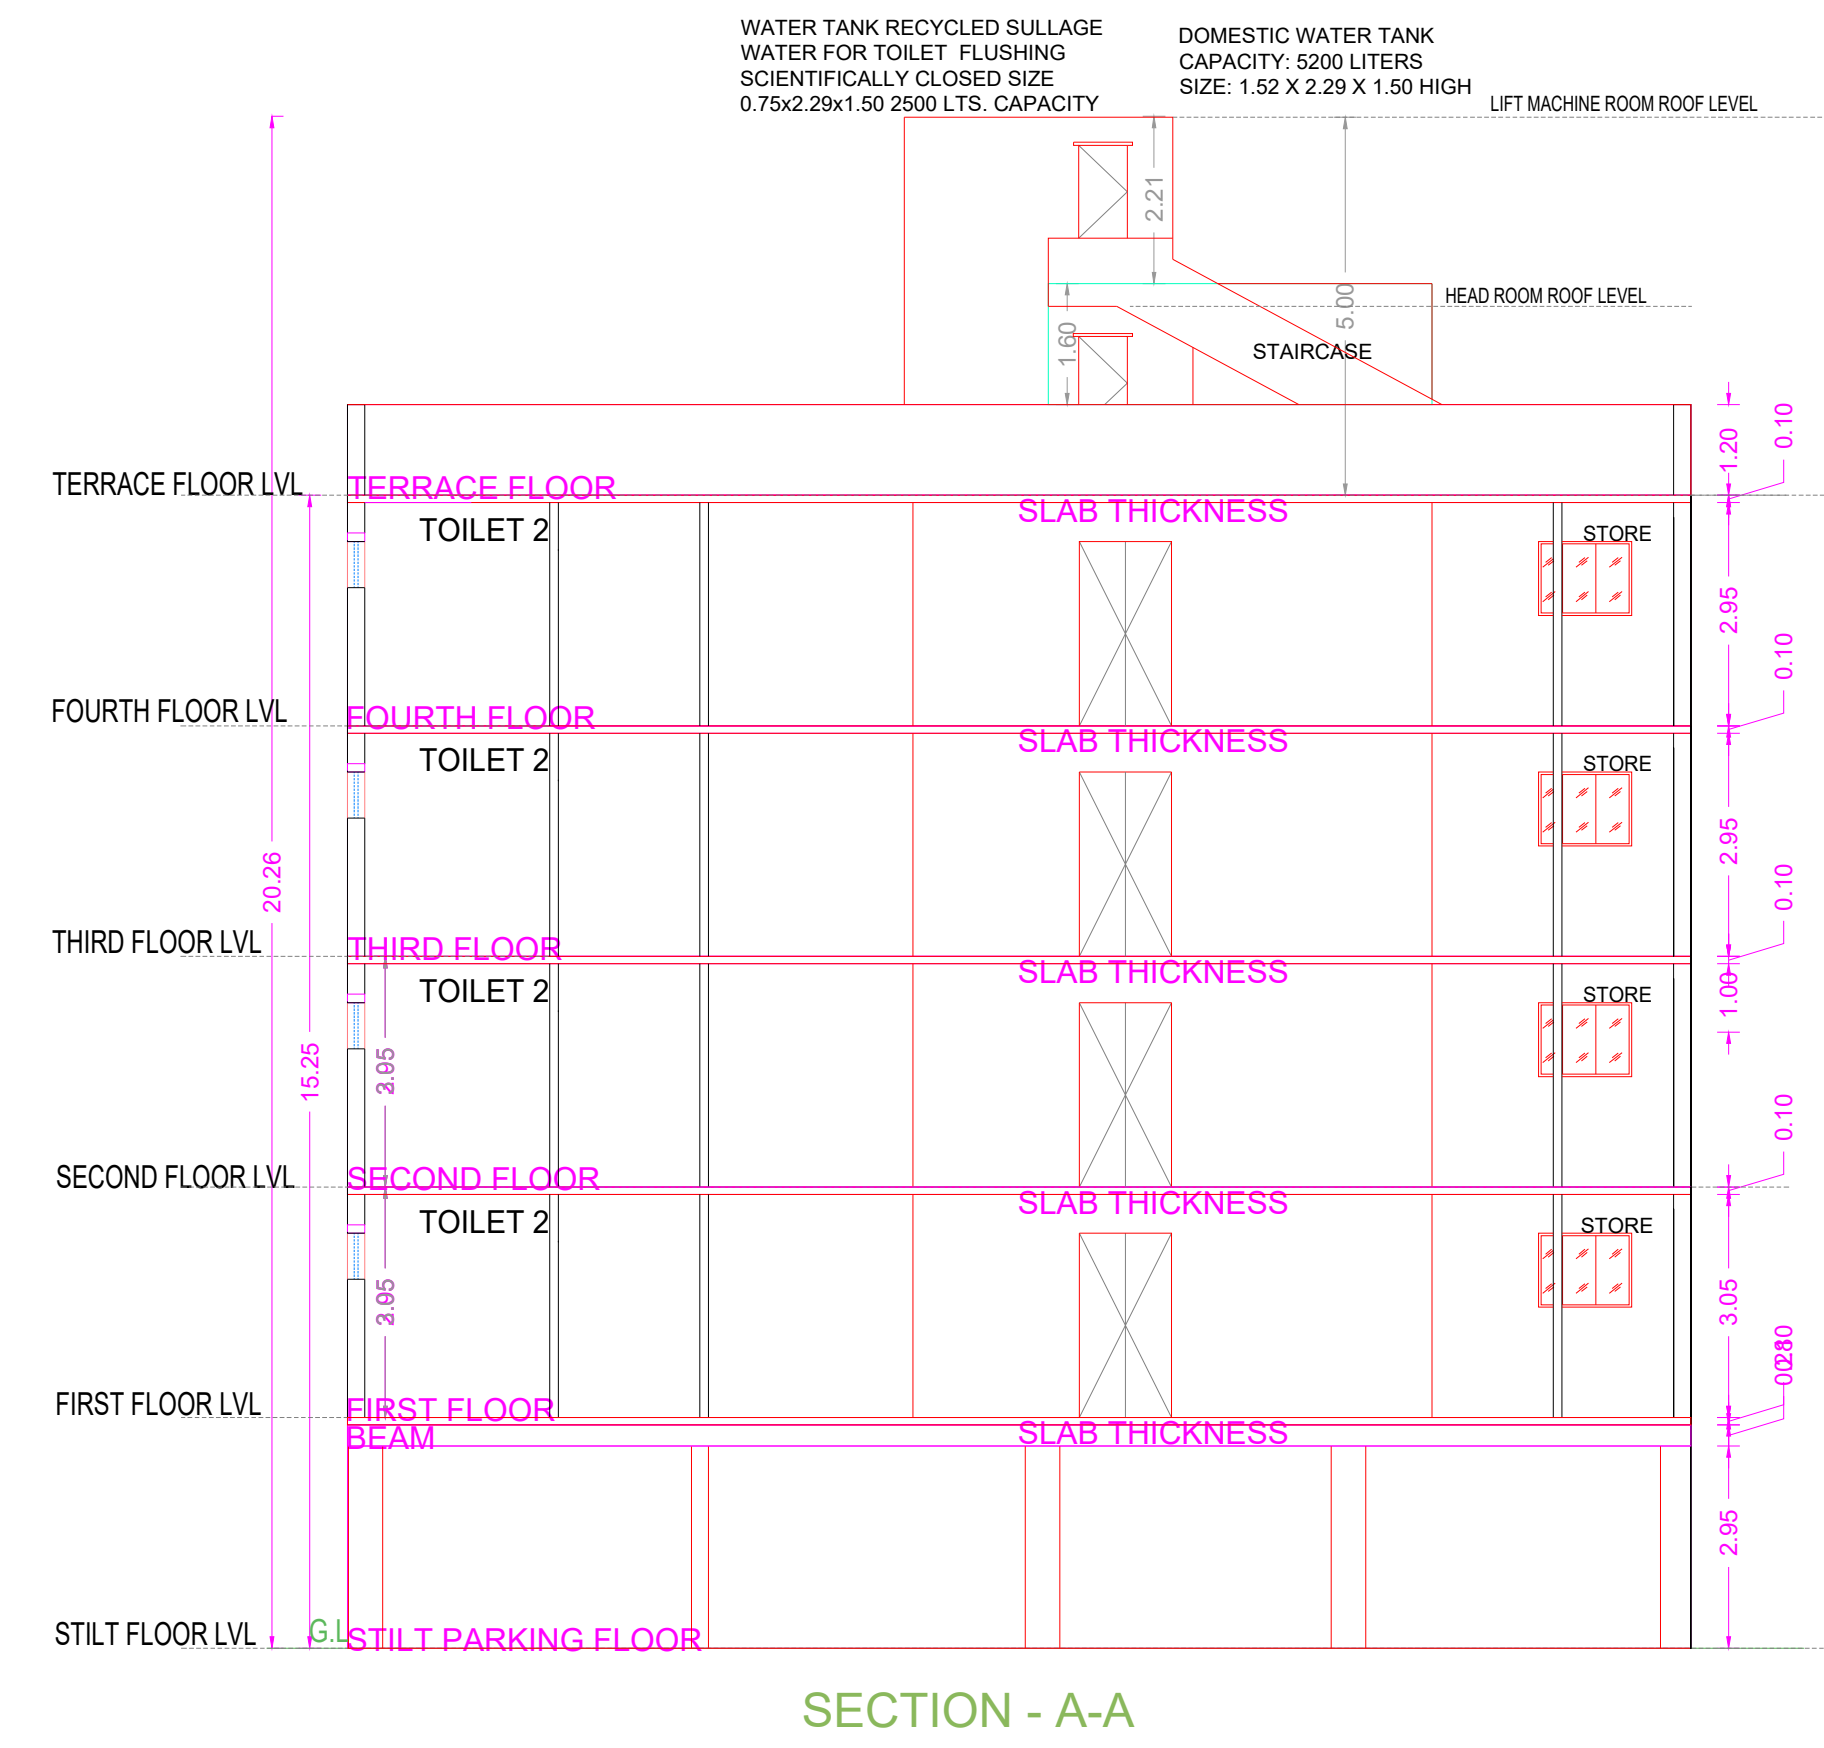 WATER TANK RECYCLED SULLAGE
WATER FOR TOILET FLUSHING
SCIENTIFICALLY CLOSED SIZE
0.75x2.29x1.50 2500 LTS. CAPACITY
DOMESTIC WATER TANK
CAPACITY: 5200 LITERS
SIZE: 1.52 X 2.29 X 1.50 HIGH
LIFT MACHINE ROOM ROOF LEVEL
2.21
5.00
HEAD ROOM ROOF LEVEL
1.60
STAIRCASE
1.20
0.10
TERRACE FLOOR LVL
TERRACE FLOOR
SLAB THICKNESS
TOILET 2
STORE
2.95
0.10
FOURTH FLOOR LVL
FOURTH FLOOR
SLAB THICKNESS
TOILET 2
STORE
2.95
0.10
20.26
THIRD FLOOR LVL
THIRD FLOOR
SLAB THICKNESS
TOILET 2
STORE
1.00
15.25
0.10
SECOND FLOOR LVL
SECOND FLOOR
SLAB THICKNESS
TOILET 2
STORE
3.05
FIRST FLOOR LVL
FIRST FLOOR
BEAM
SLAB THICKNESS
2.95
STILT FLOOR LVL
G.L
STILT PARKING FLOOR
SECTION - A-A